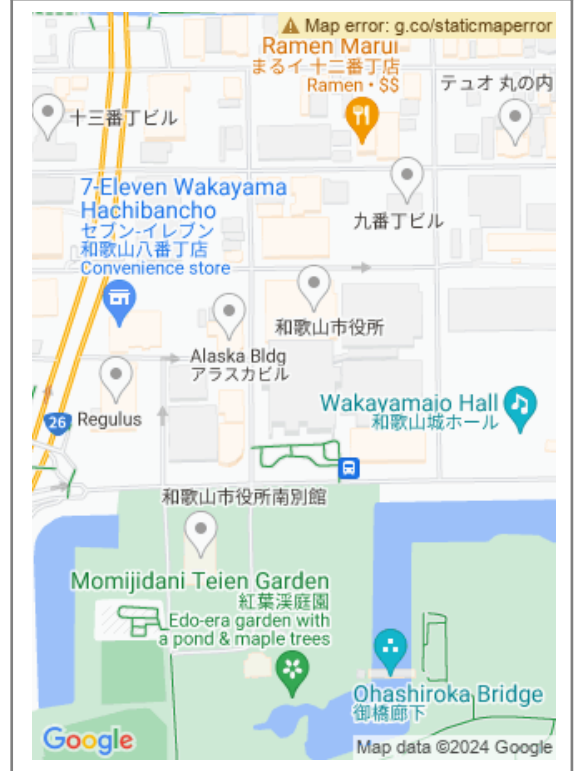 Map error: g.co/staticmaperror
Ramen Marui
まるイ 十二番丁店
Ramen • $$
テュオ 丸の内
十三番丁ビル
7-Eleven Wakayama
Hachibancho
セブン-イレブン
和歌山八番丁店
Convenience store
九番丁ビル
和歌山市役所
Alaska Bldg
アラスカビル
Wakayamajo Hall
和歌山城ホール
26
Regulus
和歌山市役所南別館
Momijidani Teien Garden
紅葉渓庭園
Edo-era garden with
a pond & maple trees
Ohashiroka Bridge
御橋廊下
Google
Map data ©2024 Google